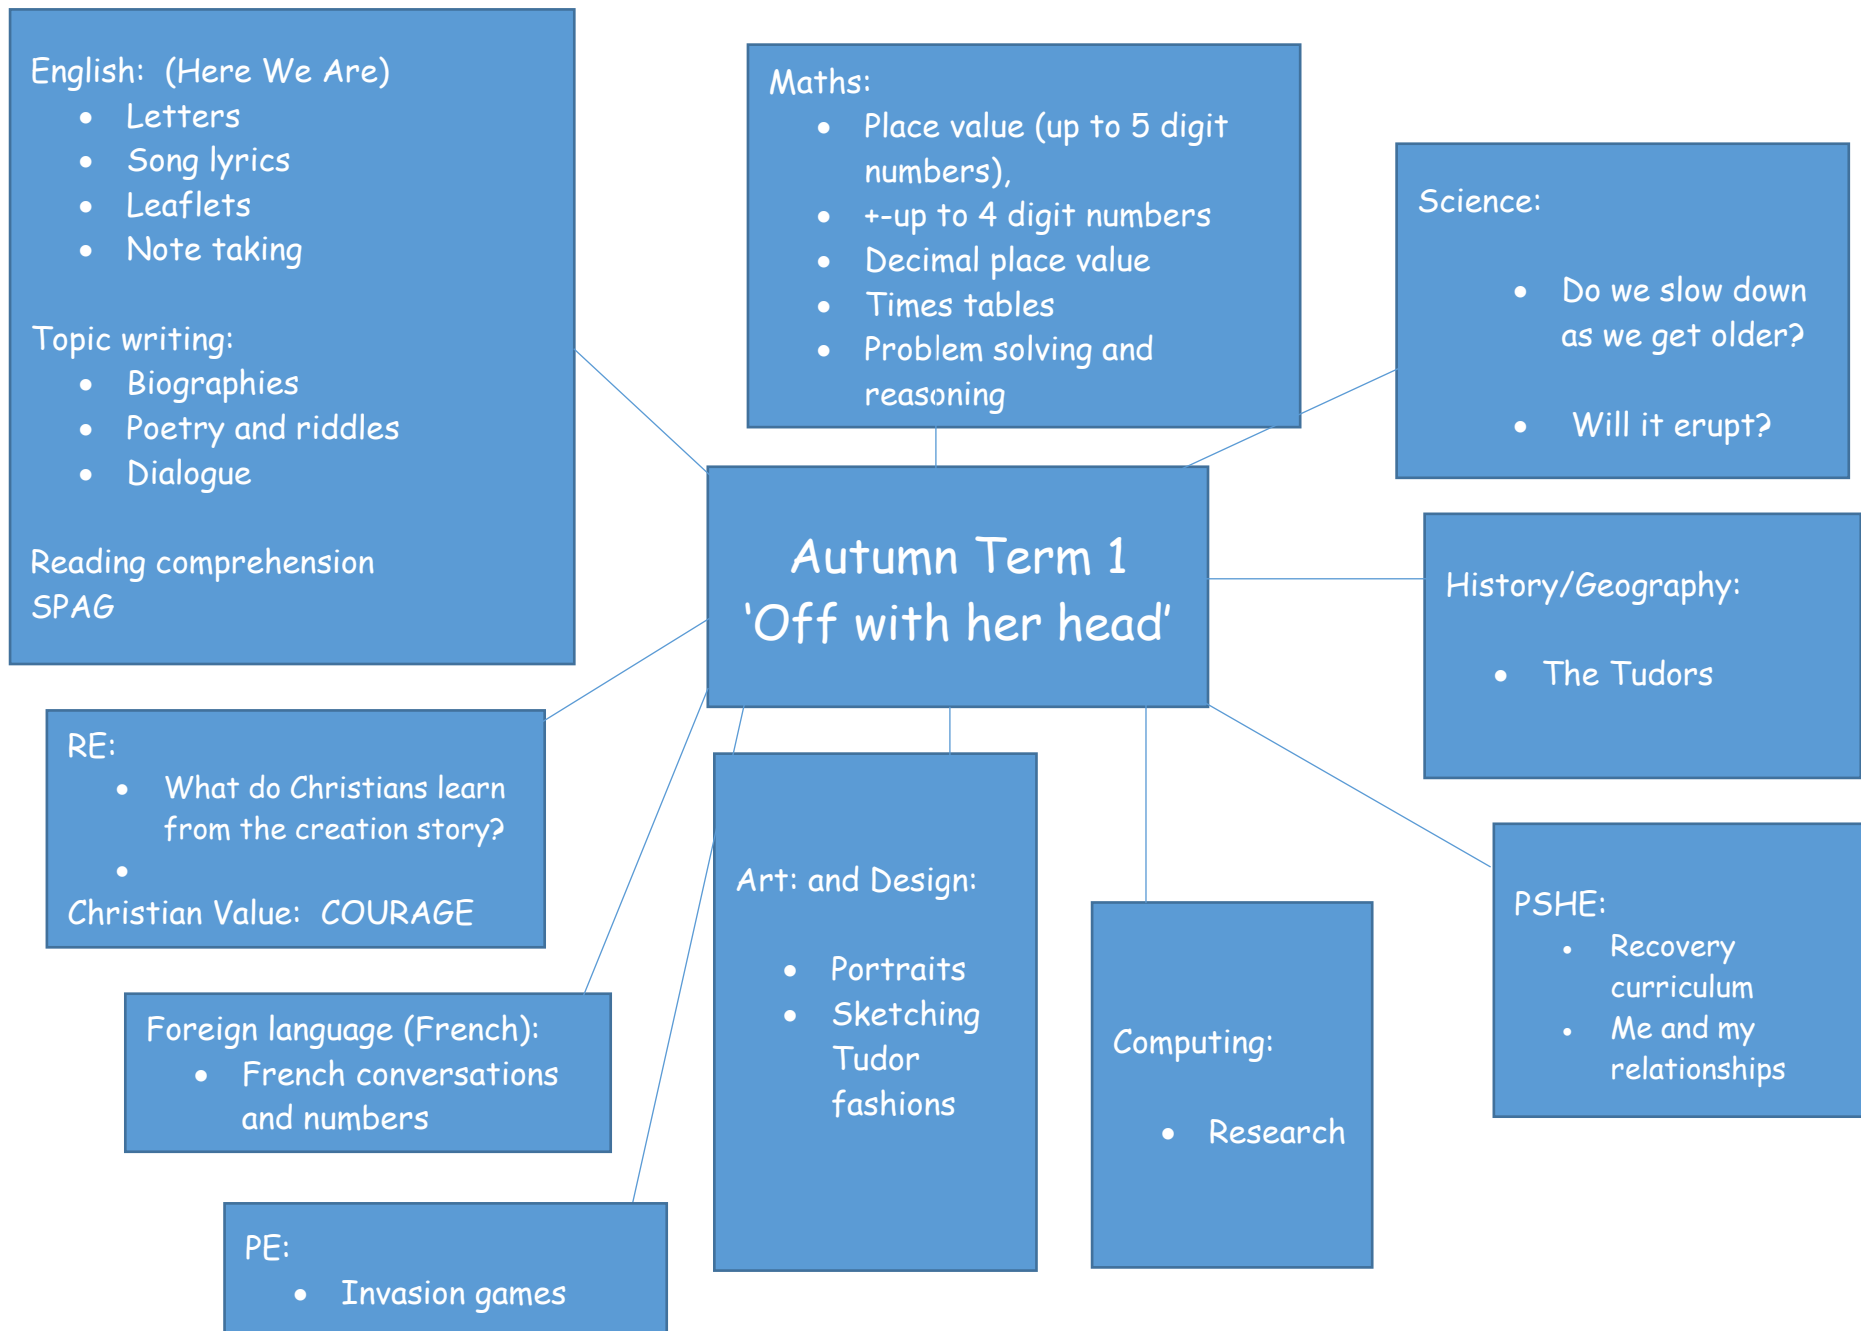 English: (Here We Are)
• Letters
• Song lyrics
• Leaflets
• Note taking
Topic writing:
• Biographies
• Poetry and riddles
• Dialogue
Reading comprehension
SPAG
Maths:
• Place value (up to 5 digit
numbers),
• +-up to 4 digit numbers
• Decimal place value
• Times tables
• Problem solving and
reasoning
Science:
• Do we slow down
as we get older?
• Will it erupt?
Autumn Term 1
‘Off with her head’
History/Geography:
• The Tudors
RE:
• What do Christians learn
from the creation story?
•
Christian Value: COURAGE
Art: and Design:
• Portraits
• Sketching
Tudor
fashions
Computing:
• Research
PSHE:
• Recovery
curriculum
• Me and my
relationships
Foreign language (French):
• French conversations
and numbers
PE:
• Invasion games